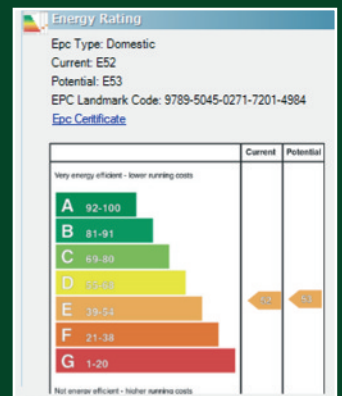 Energy Rating
Epc Type: Domestic
Current: E52
Potential: E53
EPC Landmark Code: 9789-5045-0271-7201-4984
Epc Certificate
Current Potential
Very energy efficient - lower running costs
A 92-100
B 81-91
C 69-80
D 55-68
E 39-54
52 53
F 21-38
G 1-20
Not energy efficient - higher running costs